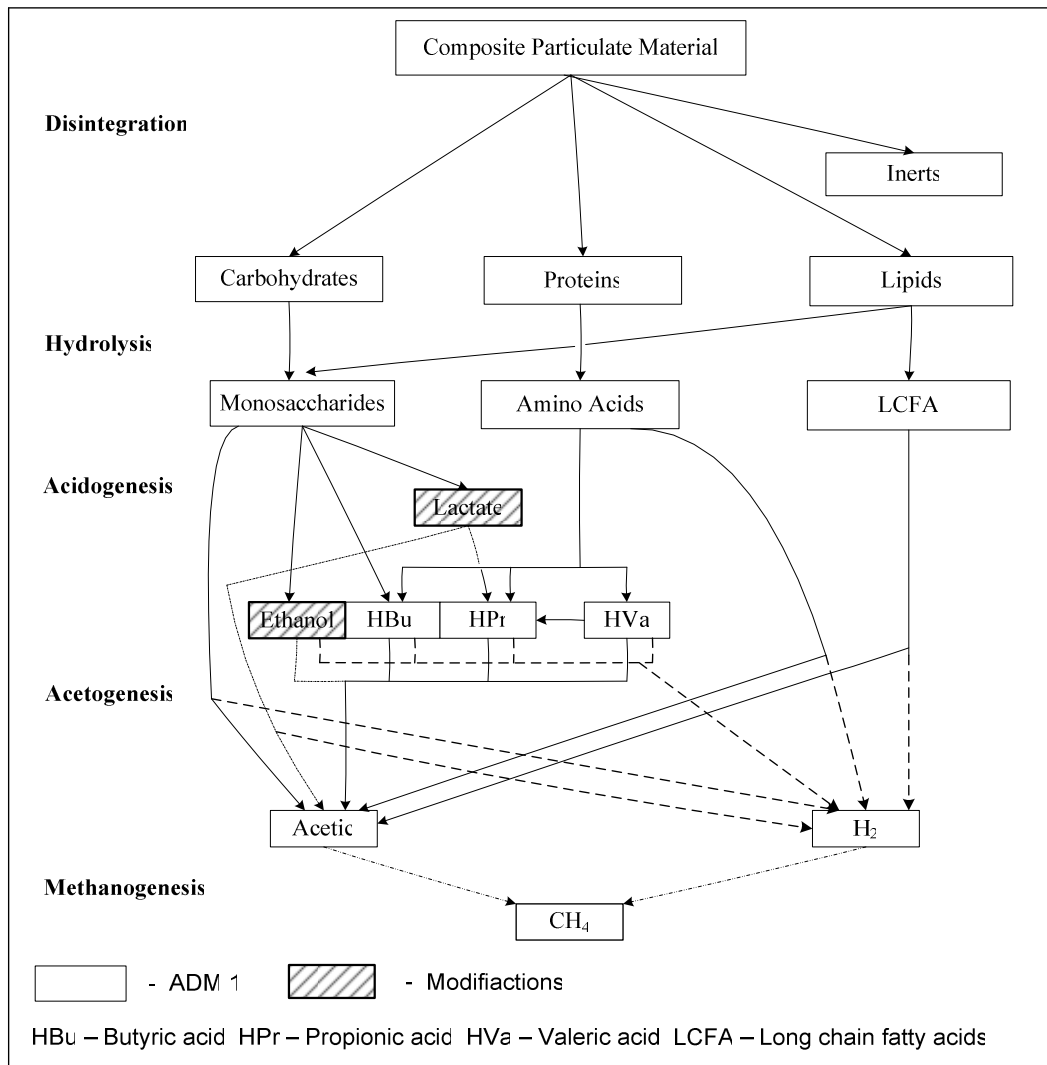 Composite Particulate Material
Disintegration
Inerts
Carbohydrates
Proteins
Lipids
Hydrolysis
Monosaccharides
Amino Acids
LCFA
Acidogenesis
Lactate
Ethanol
HBu
HPr
HVa
Acetogenesis
Acetic
H2
Methanogenesis
CH4
- ADM 1
- Modifiactions
HBu – Butyric acid HPr – Propionic acid HVa – Valeric acid LCFA – Long chain fatty acids